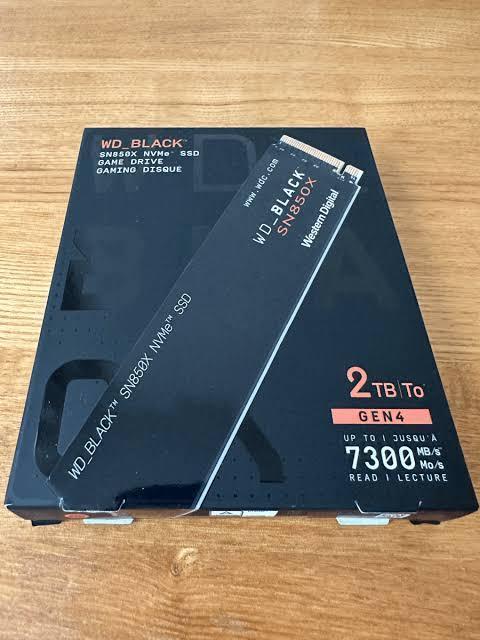 WD_BLACK™
SN850X NVMe™ SSD
GAME DRIVE
GAMING DISQUE
www.wdc.com
WD_BLACK
SN850X
Western Digital
WD_BLACK™ SN850X NVMe™ SSD
2TB|To
GEN4
UP TO | JUSQU'À
7300 MB/s
Mo/s
READ | LECTURE